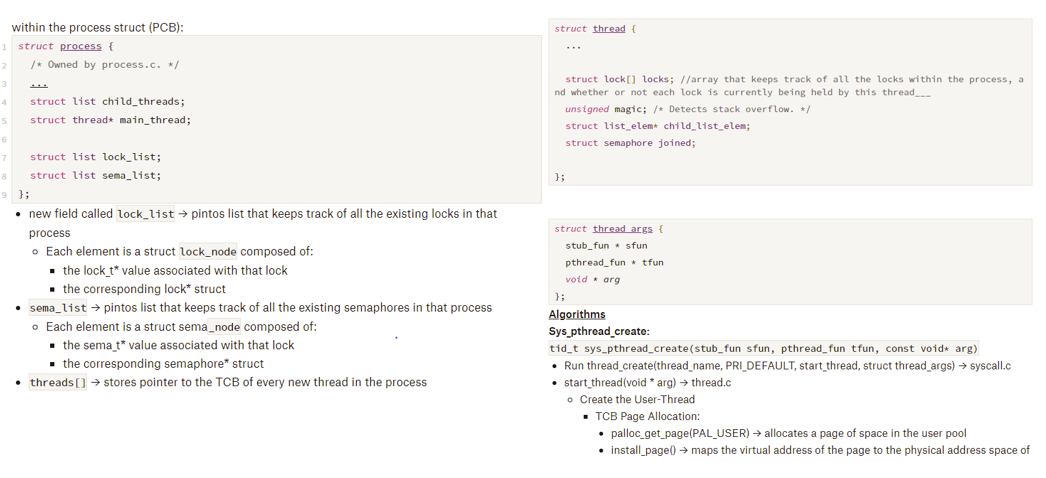 within the process struct (PCB):
1 struct process {
2 /* Owned by process.c. */
3 ...
4 struct list child_threads;
5 struct thread* main_thread;
6
7 struct list lock_list;
8 struct list sema_list;
9 };
• new field called lock_list → pintos list that keeps track of all the existing locks in that
process
○ Each element is a struct lock_node composed of:
▪ the lock_t* value associated with that lock
▪ the corresponding lock* struct
• sema_list → pintos list that keeps track of all the existing semaphores in that process
○ Each element is a struct sema_node composed of:
▪ the sema_t* value associated with that lock
▪ the corresponding semaphore* struct
• threads[] → stores pointer to the TCB of every new thread in the process
struct thread {
...
struct lock[] locks; //array that keeps track of all the locks within the process, a
nd whether or not each lock is currently being held by this thread___
unsigned magic; /* Detects stack overflow. */
struct list_elem* child_list_elem;
struct semaphore joined;
};
struct thread args {
stub_fun * sfun
pthread_fun * tfun
void * arg
};
Algorithms
Sys_pthread_create:
tid_t sys_pthread_create(stub_fun sfun, pthread_fun tfun, const void* arg)
• Run thread_create(thread_name, PRI_DEFAULT, start_thread, struct thread_args) → syscall.c
• start_thread(void * arg) → thread.c
○ Create the User-Thread
▪ TCB Page Allocation:
• palloc_get_page(PAL_USER) → allocates a page of space in the user pool
• install_page() → maps the virtual address of the page to the physical address space of